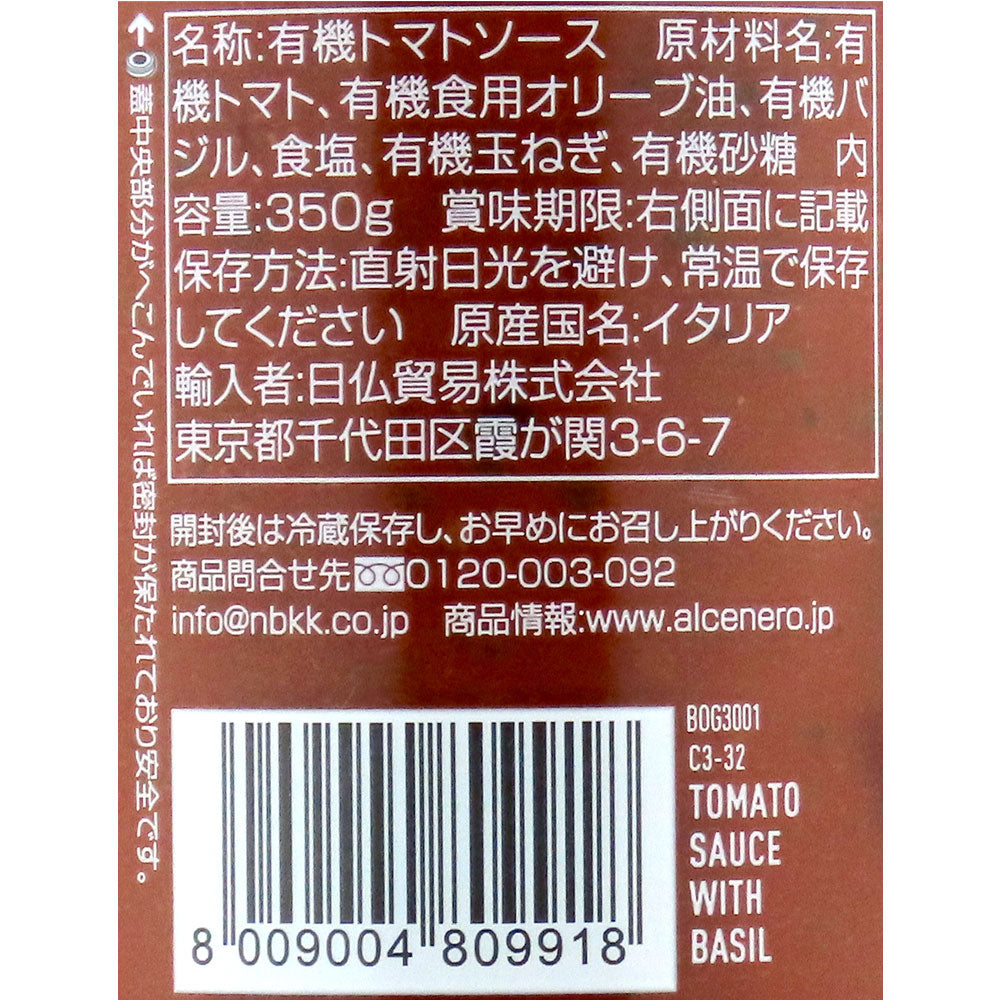 名称:有機トマトソース　原材料名:有
機トマト、有機食用オリーブ油、有機バ
ジル、食塩、有機玉ねぎ、有機砂糖　内
容量:350g　賞味期限:右側面に記載
保存方法:直射日光を避け、常温で保存
してください　原産国名:イタリア
輸入者:日仏貿易株式会社
東京都千代田区霞が関3-6-7
開封後は冷蔵保存し、お早めにお召し上がりください。
商品問合せ先 0120-003-092
info@nbkk.co.jp　商品情報:www.alcenero.jp
←蓋中央部分がへこんでいれば密封が保たれており安全です。
BOG3001
C3-32
TOMATO
SAUCE
WITH
BASIL
8 009004 809918